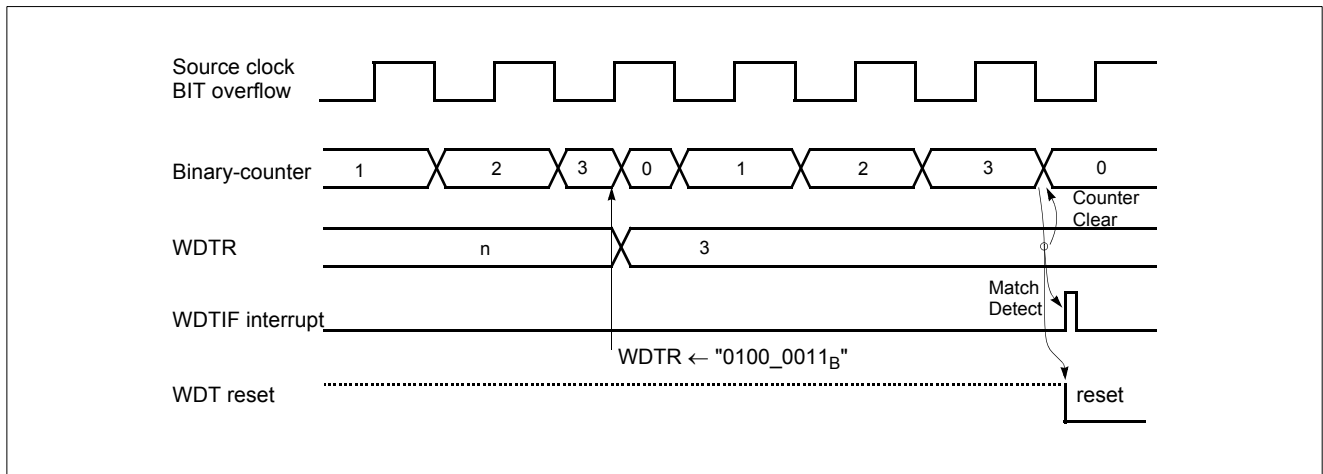 Source clock
BIT overflow
Binary-counter
1 2 3 0 1 2 3 0
Counter
Clear
WDTR
n 3
Match
Detect
WDTIF interrupt
WDTR ← "0100_0011B"
WDT reset
reset